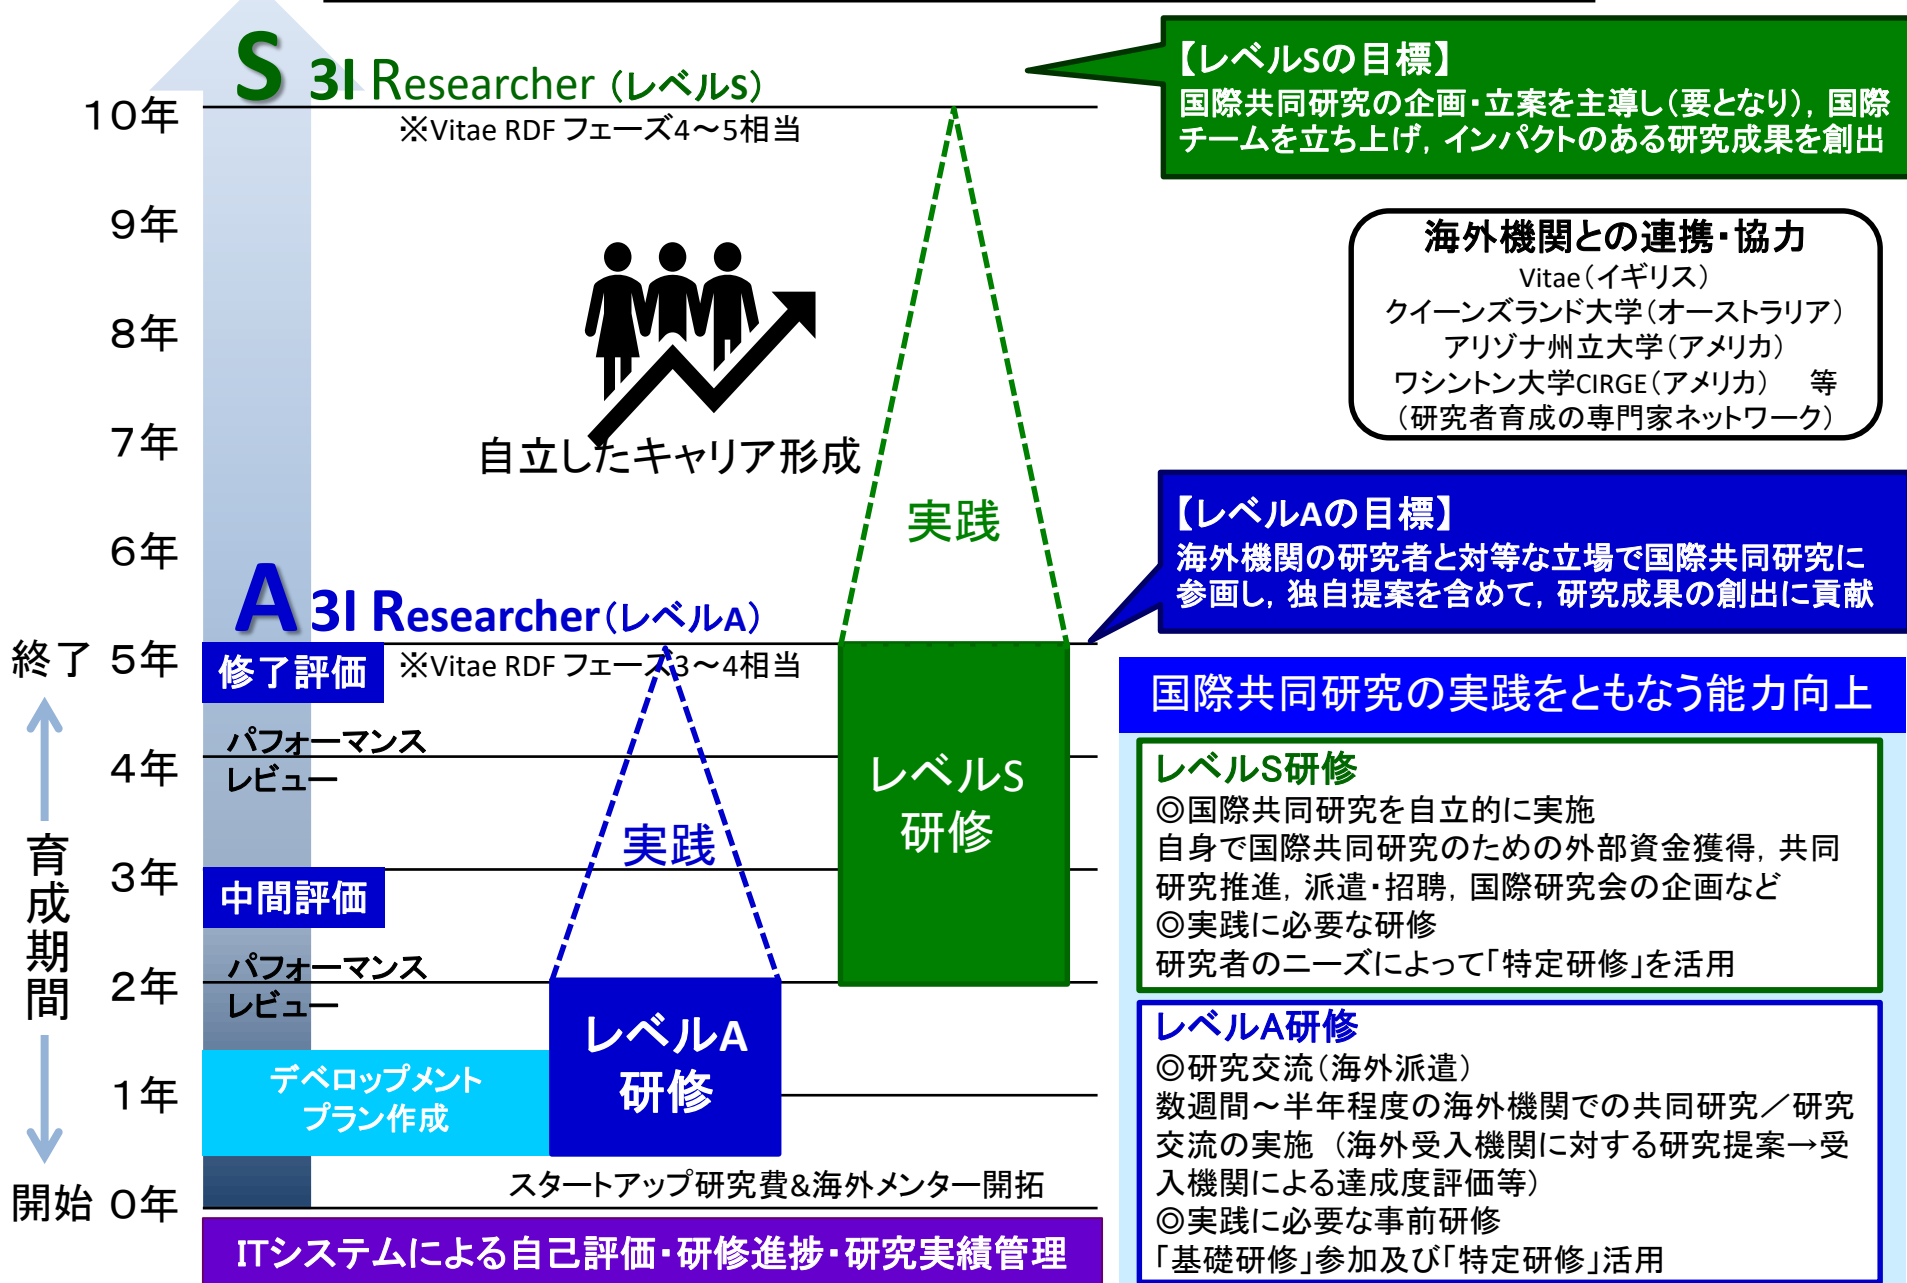 S 3I Researcher（レベルS）
10年
※Vitae RDF フェーズ4～5相当
【レベルSの目標】
国際共同研究の企画・立案を主導し（要となり），国際
チームを立ち上げ，インパクトのある研究成果を創出
9年
8年
7年
6年
海外機関との連携・協力
Vitae（イギリス）
クイーンズランド大学（オーストラリア）
アリゾナ州立大学（アメリカ）
ワシントン大学CIRGE（アメリカ）　等
（研究者育成の専門家ネットワーク）
自立したキャリア形成
実践
【レベルAの目標】
海外機関の研究者と対等な立場で国際共同研究に
参画し，独自提案を含めて，研究成果の創出に貢献
A 3I Researcher（レベルA）
終了 5年
修了評価
※Vitae RDF フェーズ3～4相当
パフォーマンス
レビュー
4年
実践
レベルS
研修
3年
中間評価
パフォーマンス
レビュー
2年
育成期間
レベルA
研修
デベロップメント
プラン作成
1年
スタートアップ研究費&海外メンター開拓
開始 0年
ITシステムによる自己評価・研修進捗・研究実績管理
国際共同研究の実践をともなう能力向上
レベルS研修
◎国際共同研究を自立的に実施
自身で国際共同研究のための外部資金獲得，共同
研究推進，派遣・招聘，国際研究会の企画など
◎実践に必要な研修
研究者のニーズによって「特定研修」を活用
レベルA研修
◎研究交流（海外派遣）
数週間～半年程度の海外機関での共同研究／研究
交流の実施（海外受入機関に対する研究提案→受
入機関による達成度評価等）
◎実践に必要な事前研修
「基礎研修」参加及び「特定研修」活用